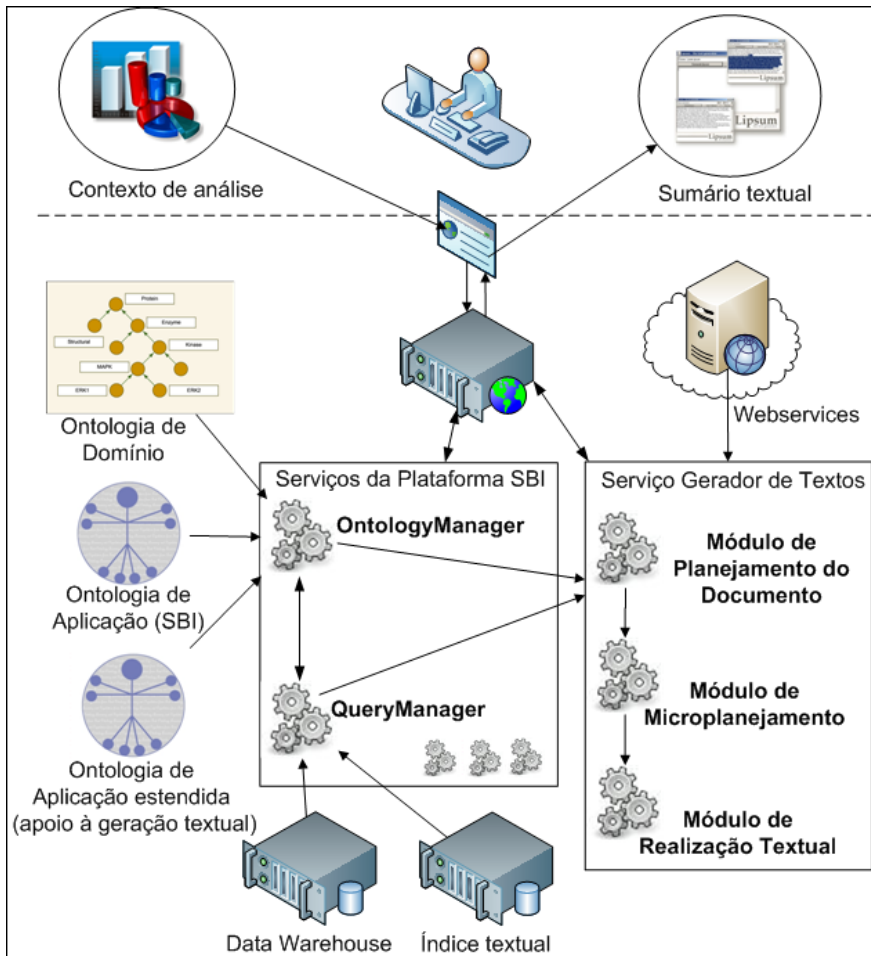 Lipsum
Lipsum
Lipsum
Contexto de análise
Sumário textual
Protein
Enzyme
Structural
Kinase
MAPK
ERK1
ERK2
Webservices
Ontologia de
Domínio
Serviços da Plataforma SBI
Serviço Gerador de Textos
OntologyManager
Módulo de
Planejamento do
Documento
Ontologia de
Aplicação (SBI)
QueryManager
Módulo de
Microplanejamento
Ontologia de
Aplicação estendida
(apoio à geração textual)
Módulo de
Realização Textual
Data Warehouse
Índice textual